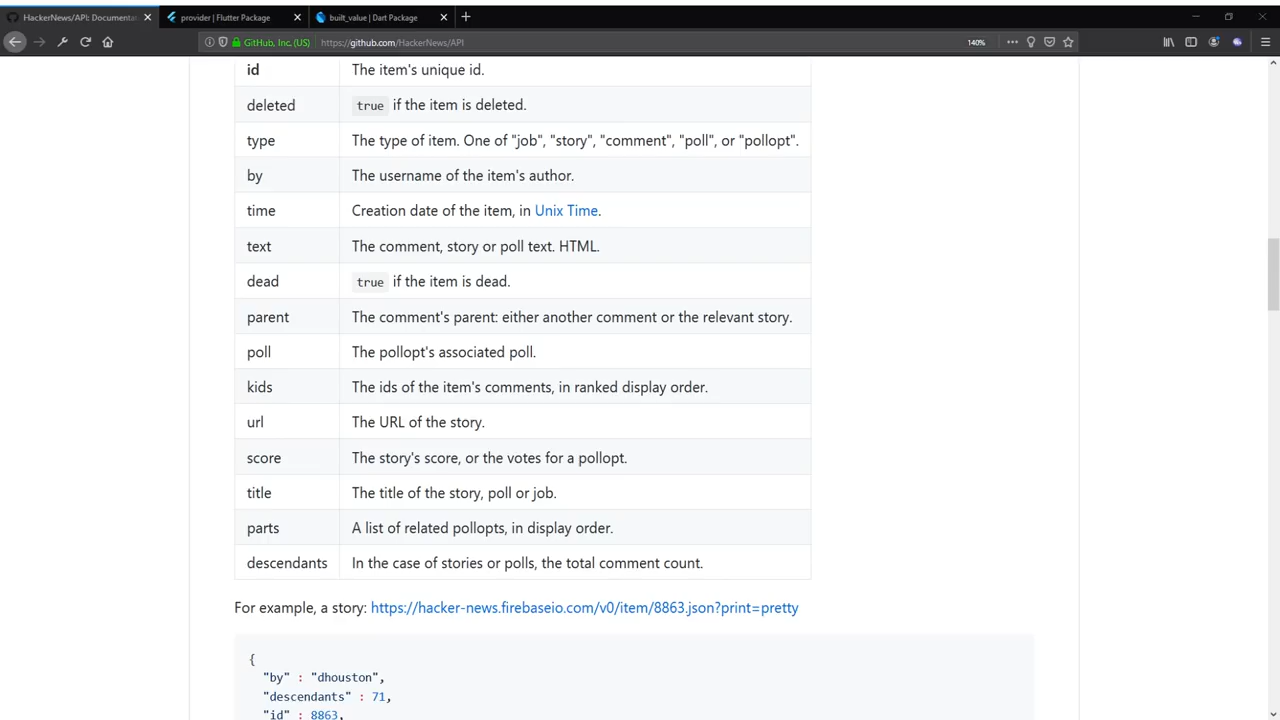 HackerNews/API: Documentat
provider | Flutter Package
built_value | Dart Package
GitHub, Inc. (US)
https://github.com/HackerNews/API
140%
id The item's unique id.
deleted true if the item is deleted.
type The type of item. One of "job", "story", "comment", "poll", or "pollopt".
by The username of the item's author.
time Creation date of the item, in Unix Time.
text The comment, story or poll text. HTML.
dead true if the item is dead.
parent The comment's parent: either another comment or the relevant story.
poll The pollopt's associated poll.
kids The ids of the item's comments, in ranked display order.
url The URL of the story.
score The story's score, or the votes for a pollopt.
title The title of the story, poll or job.
parts A list of related pollopts, in display order.
descendants In the case of stories or polls, the total comment count.
For example, a story: https://hacker-news.firebaseio.com/v0/item/8863.json?print=pretty
{
"by" : "dhouston",
"descendants" : 71,
"id" : 8863,